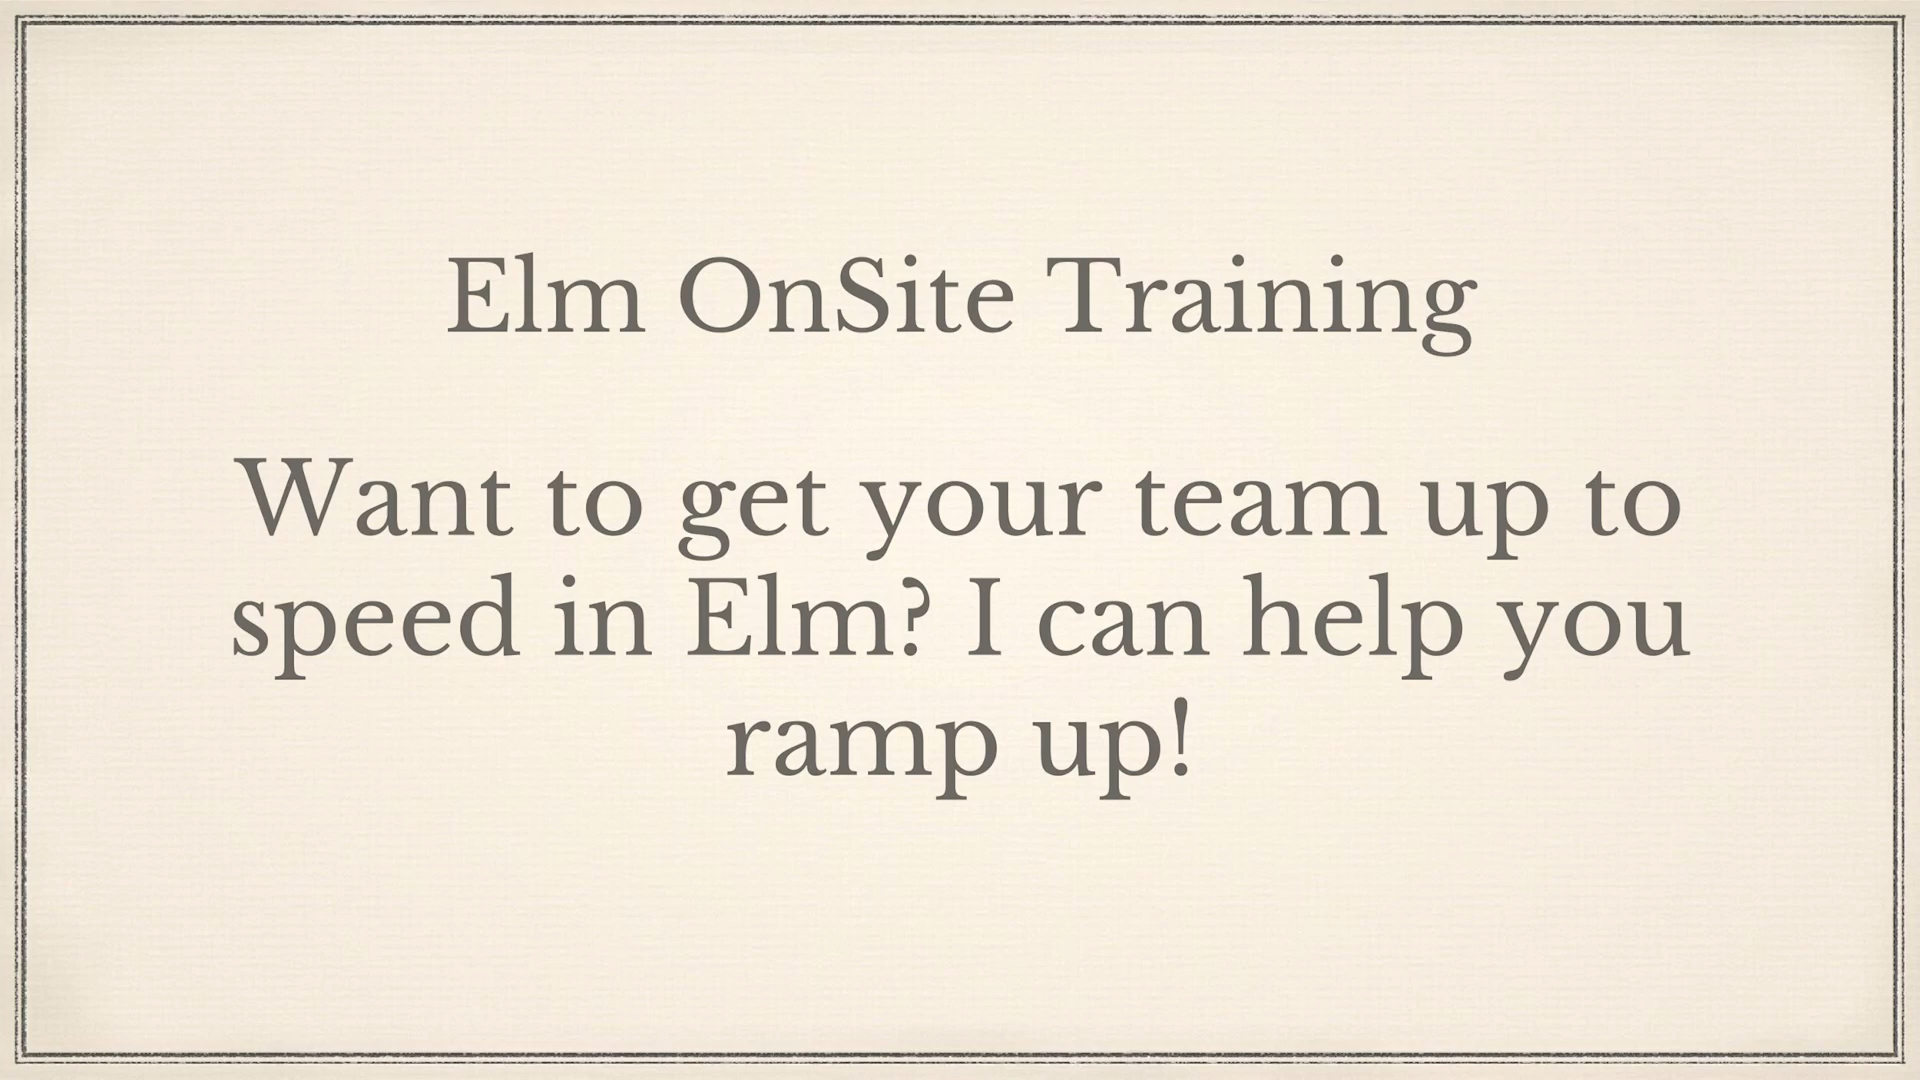 Elm OnSite Training
Want to get your team up to
speed in Elm? I can help you
ramp up!